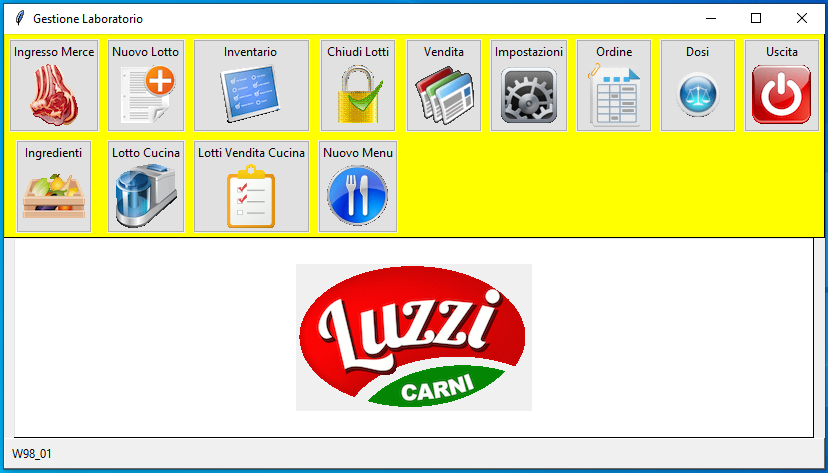 Gestione Laboratorio
Ingresso Merce
Nuovo Lotto
Inventario
Chiudi Lotti
Vendita
Impostazioni
Ordine
Dosi
Uscita
Ingredienti
Lotto Cucina
Lotti Vendita Cucina
Nuovo Menu
Luzzi
CARNI
W98_01